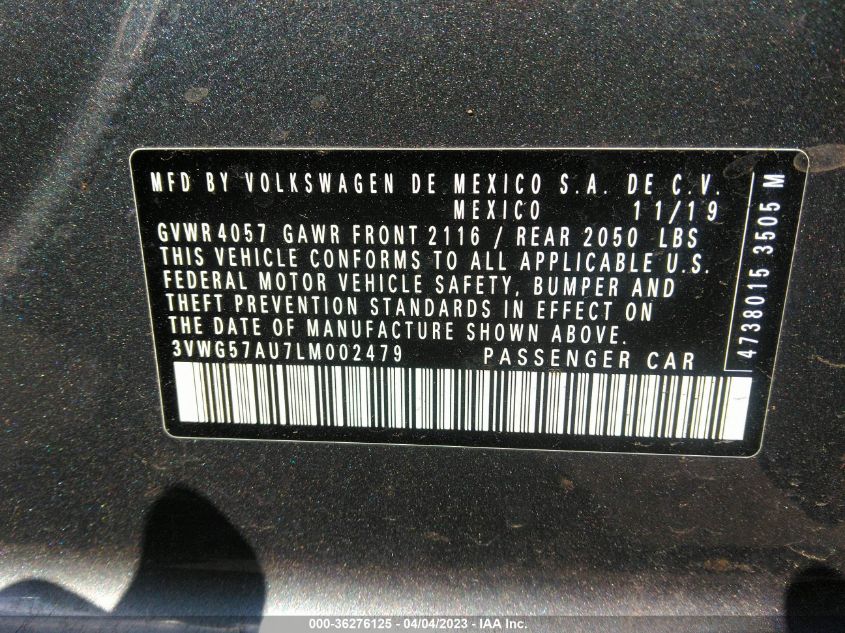 MFD BY VOLKSWAGEN DE MEXICO S.A. DE C.V.
MEXICO 11/19
GVWR 4057 GAWR FRONT 2116 / REAR 2050 LBS
THIS VEHICLE CONFORMS TO ALL APPLICABLE U.S.
FEDERAL MOTOR VEHICLE SAFETY, BUMPER AND
THEFT PREVENTION STANDARDS IN EFFECT ON
THE DATE OF MANUFACTURE SHOWN ABOVE.
3VWG57AU7LM002479 PASSENGER CAR
4738015 3505 M
000-36276125 - 04/04/2023 - IAA Inc.